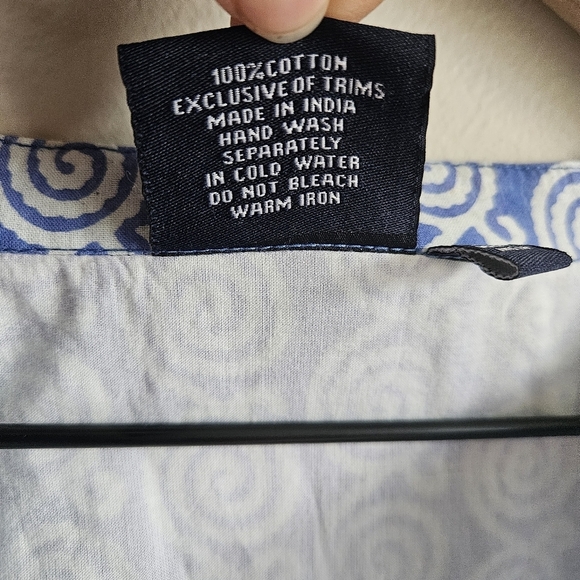 100%COTTON
EXCLUSIVE OF TRIMS
MADE IN INDIA
HAND WASH
SEPARATELY
IN COLD WATER
DO NOT BLEACH
WARM IRON